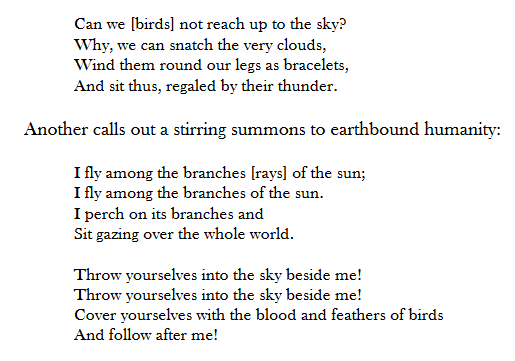 Can we [birds] not reach up to the sky?
Why, we can snatch the very clouds,
Wind them round our legs as bracelets,
And sit thus, regaled by their thunder.
Another calls out a stirring summons to earthbound humanity:
I fly among the branches [rays] of the sun;
I fly among the branches of the sun.
I perch on its branches and
Sit gazing over the whole world.
Throw yourselves into the sky beside me!
Throw yourselves into the sky beside me!
Cover yourselves with the blood and feathers of birds
And follow after me!